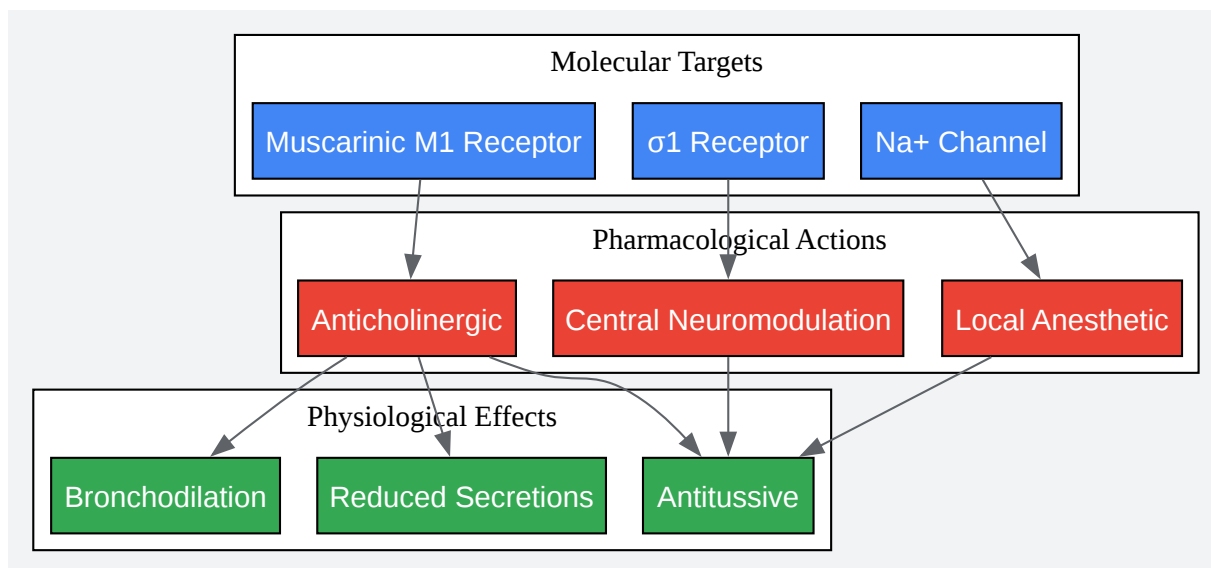 Molecular Targets
Muscarinic M1 Receptor
σ1 Receptor
Na+ Channel
Pharmacological Actions
Anticholinergic
Central Neuromodulation
Local Anesthetic
Physiological Effects
Bronchodilation
Reduced Secretions
Antitussive